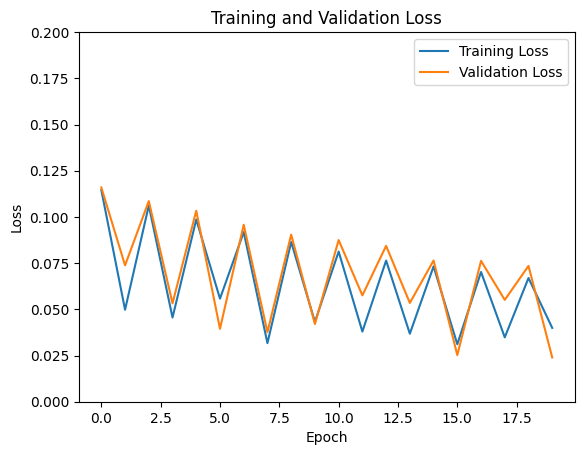 Training and Validation Loss
Training Loss
Validation Loss
Loss
0.200
0.175
0.150
0.125
0.100
0.075
0.050
0.025
0.000
0.0 2.5 5.0 7.5 10.0 12.5 15.0 17.5
Epoch